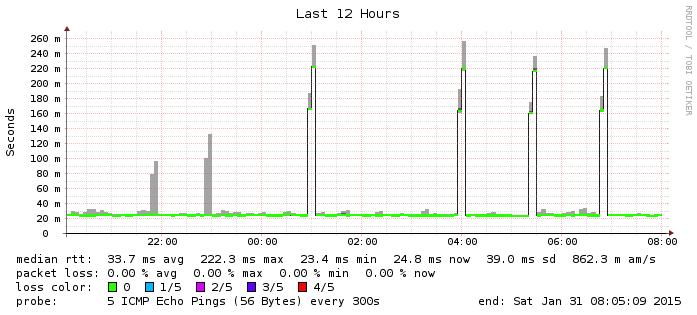 Last 12 Hours
RRDTOOL / TOBI OETIKER
Seconds
260 m
240 m
220 m
200 m
180 m
160 m
140 m
120 m
100 m
80 m
60 m
40 m
20 m
0
22:00 00:00 02:00 04:00 06:00 08:00
median rtt: 33.7 ms avg 222.3 ms max 23.4 ms min 24.8 ms now 39.0 ms sd 862.3 m am/s
packet loss: 0.00 % avg 0.00 % max 0.00 % min 0.00 % now
loss color: 0 1/5 2/5 3/5 4/5
probe: 5 ICMP Echo Pings (56 Bytes) every 300s end: Sat Jan 31 08:05:09 2015